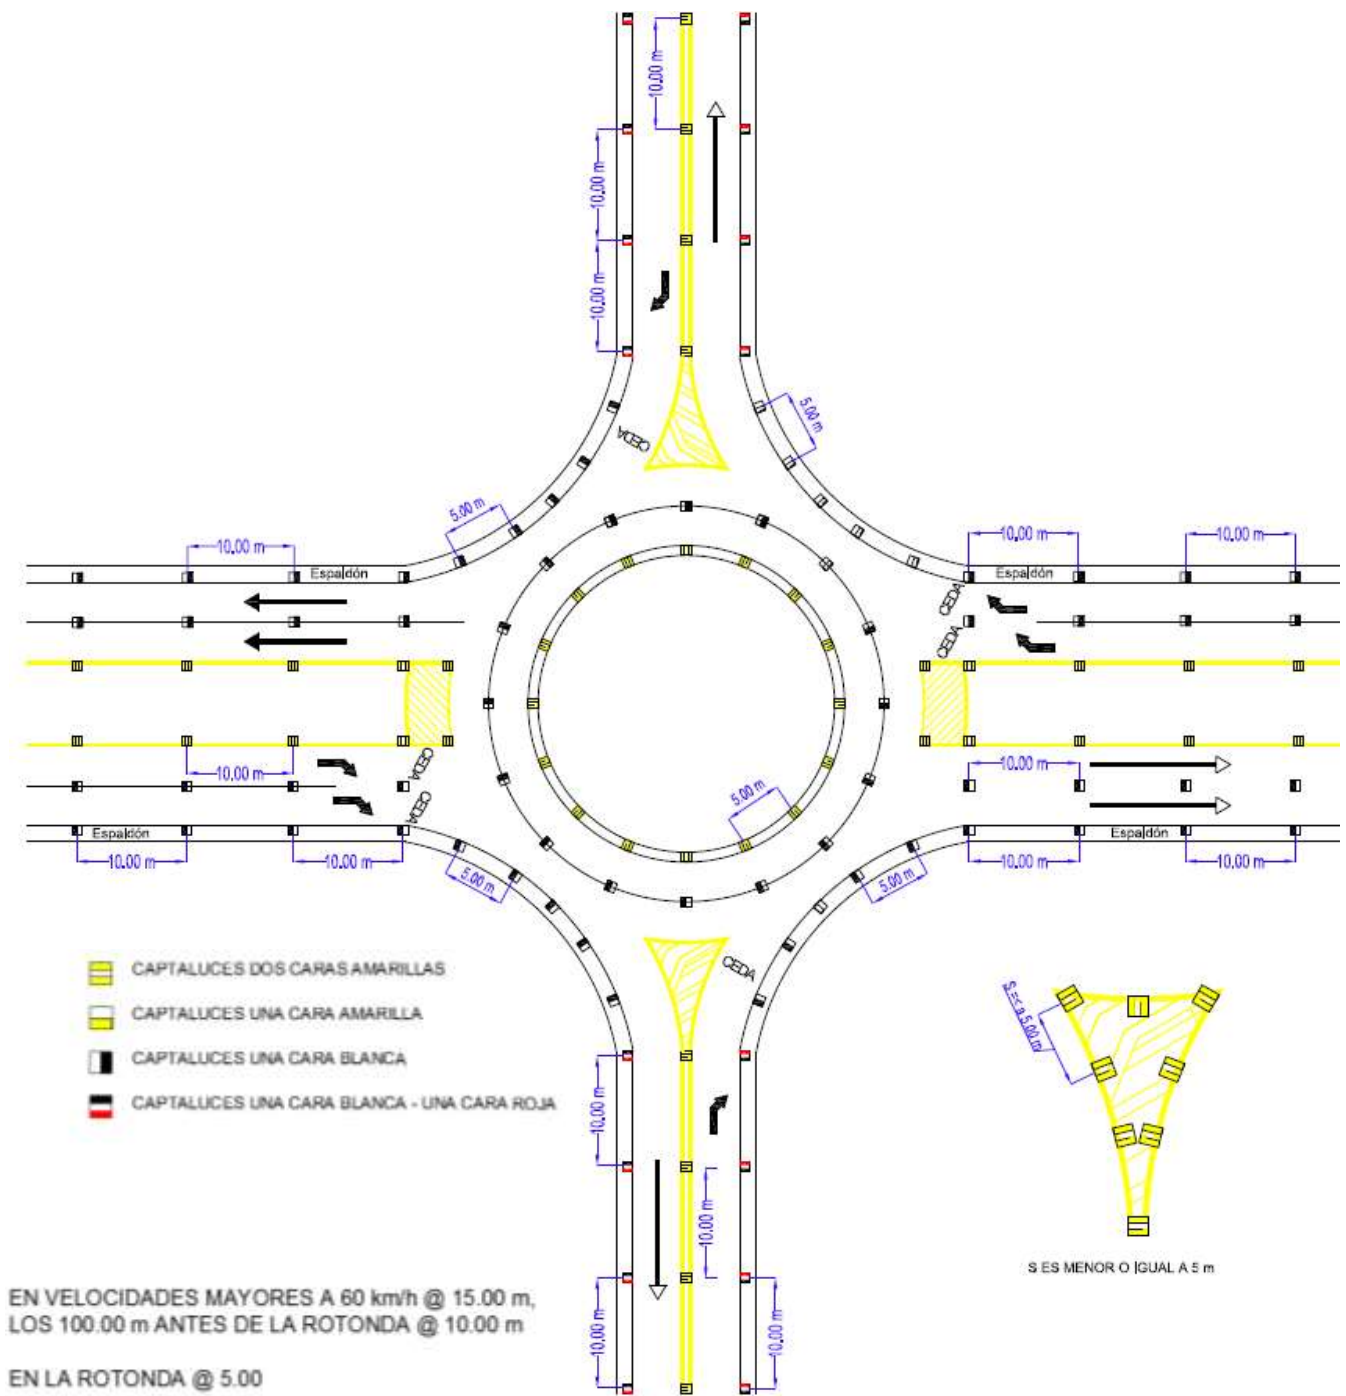 10.00 m
10.00 m
10.00 m
CEDA
5.00 m
5.00 m
10.00 m
Espaldón
10.00 m
10.00 m
Espaldón
CEDA
CEDA
10.00 m
CEDA
CEDA
10.00 m
5.00 m
Espaldón
10.00 m
10.00 m
Espaldón
10.00 m
10.00 m
5.00 m
5.00 m
CEDA
CAPTALUCES DOS CARAS AMARILLAS
CAPTALUCES UNA CARA AMARILLA
CAPTALUCES UNA CARA BLANCA
CAPTALUCES UNA CARA BLANCA - UNA CARA ROJA
S =< a 5.00 m
10.00 m
10.00 m
10.00 m
10.00 m
S ES MENOR O IGUAL A 5 m
EN VELOCIDADES MAYORES A 60 km/h @ 15.00 m,
LOS 100.00 m ANTES DE LA ROTONDA @ 10.00 m
EN LA ROTONDA @ 5.00